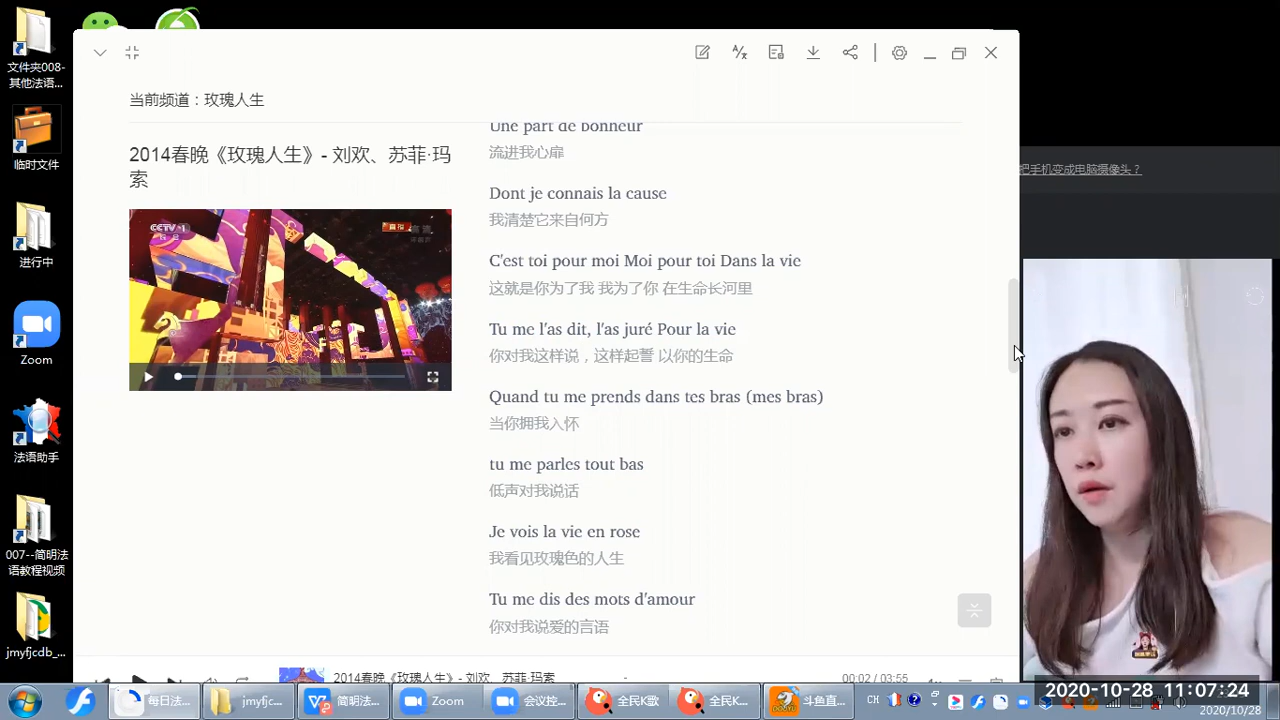 文件夹008-
其他法语...
临时文件
进行中
Zoom
法语助手
007--简明法
语教程视频
jmyfjcdb_...
当前频道：玫瑰人生
2014春晚《玫瑰人生》- 刘欢、苏菲·玛
索
CCTV 1
直播
Une part de bonheur
流进我心扉
Dont je connais la cause
我清楚它来自何方
C'est toi pour moi Moi pour toi Dans la vie
这就是你为了我 我为了你 在生命长河里
Tu me l'as dit, l'as juré Pour la vie
你对我这样说，这样起誓 以你的生命
Quand tu me prends dans tes bras (mes bras)
当你拥我入怀
tu me parles tout bas
低声对我说话
Je vois la vie en rose
我看见玫瑰色的人生
Tu me dis des mots d'amour
你对我说爱的言语
把手机变成电脑摄像头？
2014春晚《玫瑰人生》- 刘欢、苏菲·玛索
-
00:02 / 03:55
每日法...
jmyfjc...
简明法...
Zoom
会议控...
全民K歌
全民K...
斗鱼直...
CH
2020-10-28 11:07:24
2020/10/28